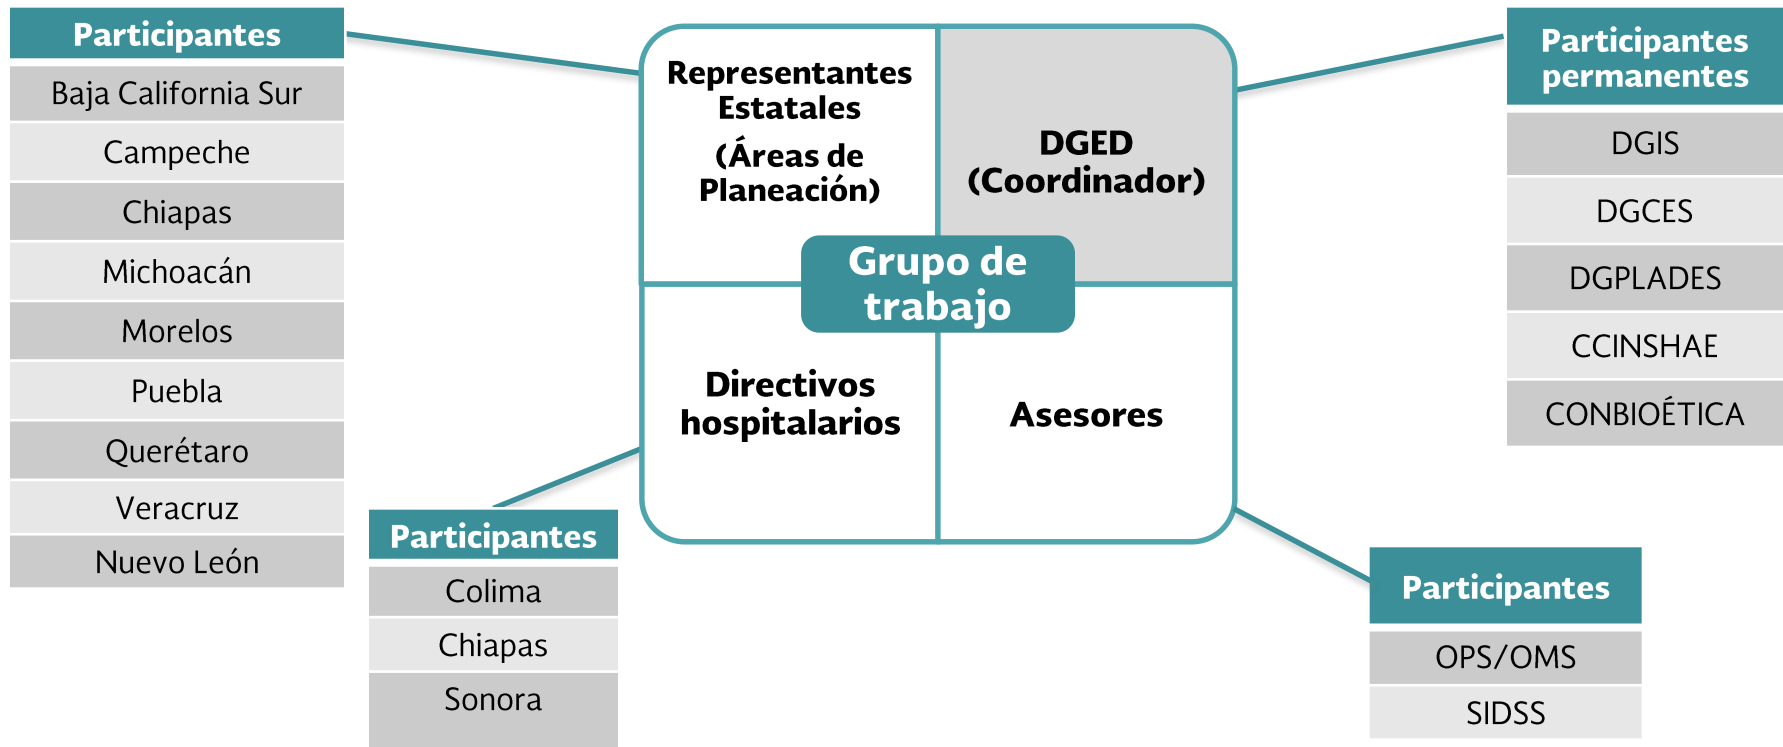 Participantes
Baja California Sur
Campeche
Chiapas
Michoacán
Morelos
Puebla
Querétaro
Veracruz
Nuevo León
Representantes
Estatales
(Áreas de
Planeación)
DGED
(Coordinador)
Grupo de
trabajo
Directivos
hospitalarios
Asesores
Participantes
Colima
Chiapas
Sonora
Participantes
permanentes
DGIS
DGCES
DGPLADES
CCINSHAE
CONBIOÉTICA
Participantes
OPS/OMS
SIDSS